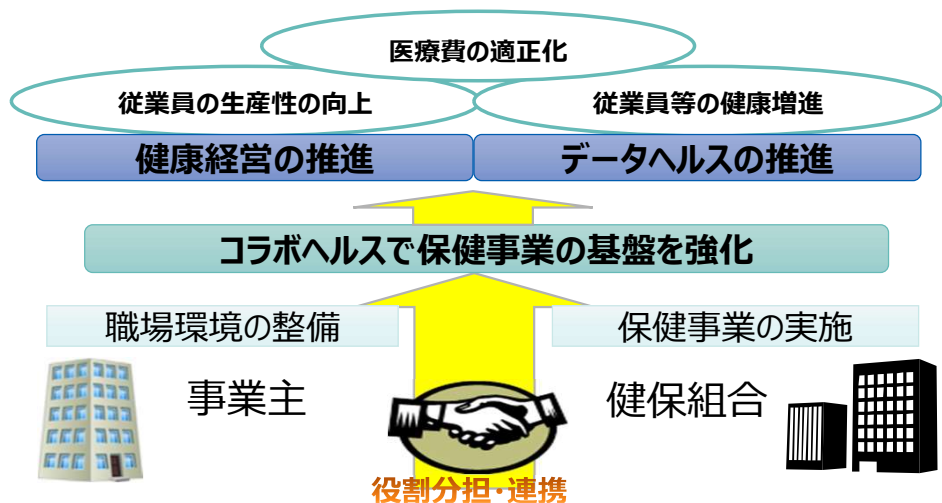 医療費の適正化
従業員の生産性の向上
従業員等の健康増進
健康経営の推進
データヘルスの推進
コラボヘルスで保健事業の基盤を強化
職場環境の整備
保健事業の実施
事業主
健保組合
役割分担・連携